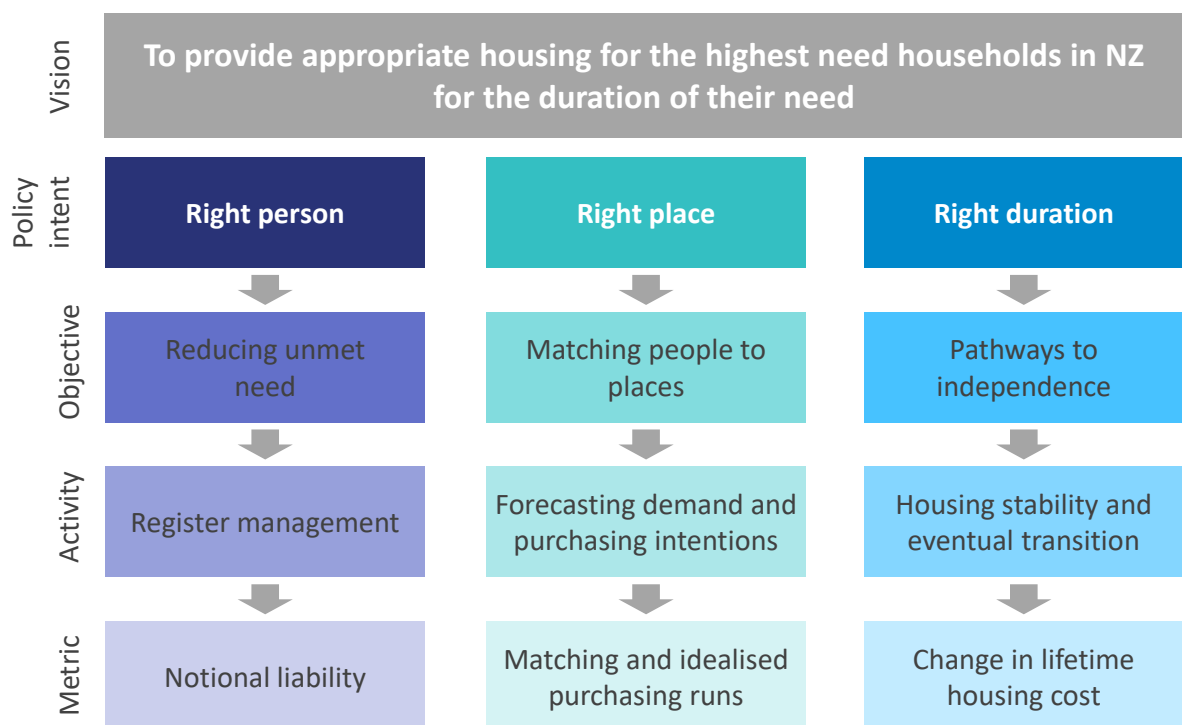 Vision
To provide appropriate housing for the highest need households in NZ
for the duration of their need
Policy
intent
Right person
Right place
Right duration
Objective
Reducing unmet
need
Matching people to
places
Pathways to
independence
Activity
Register management
Forecasting demand and
purchasing intentions
Housing stability and
eventual transition
Metric
Notional liability
Matching and idealised
purchasing runs
Change in lifetime
housing cost